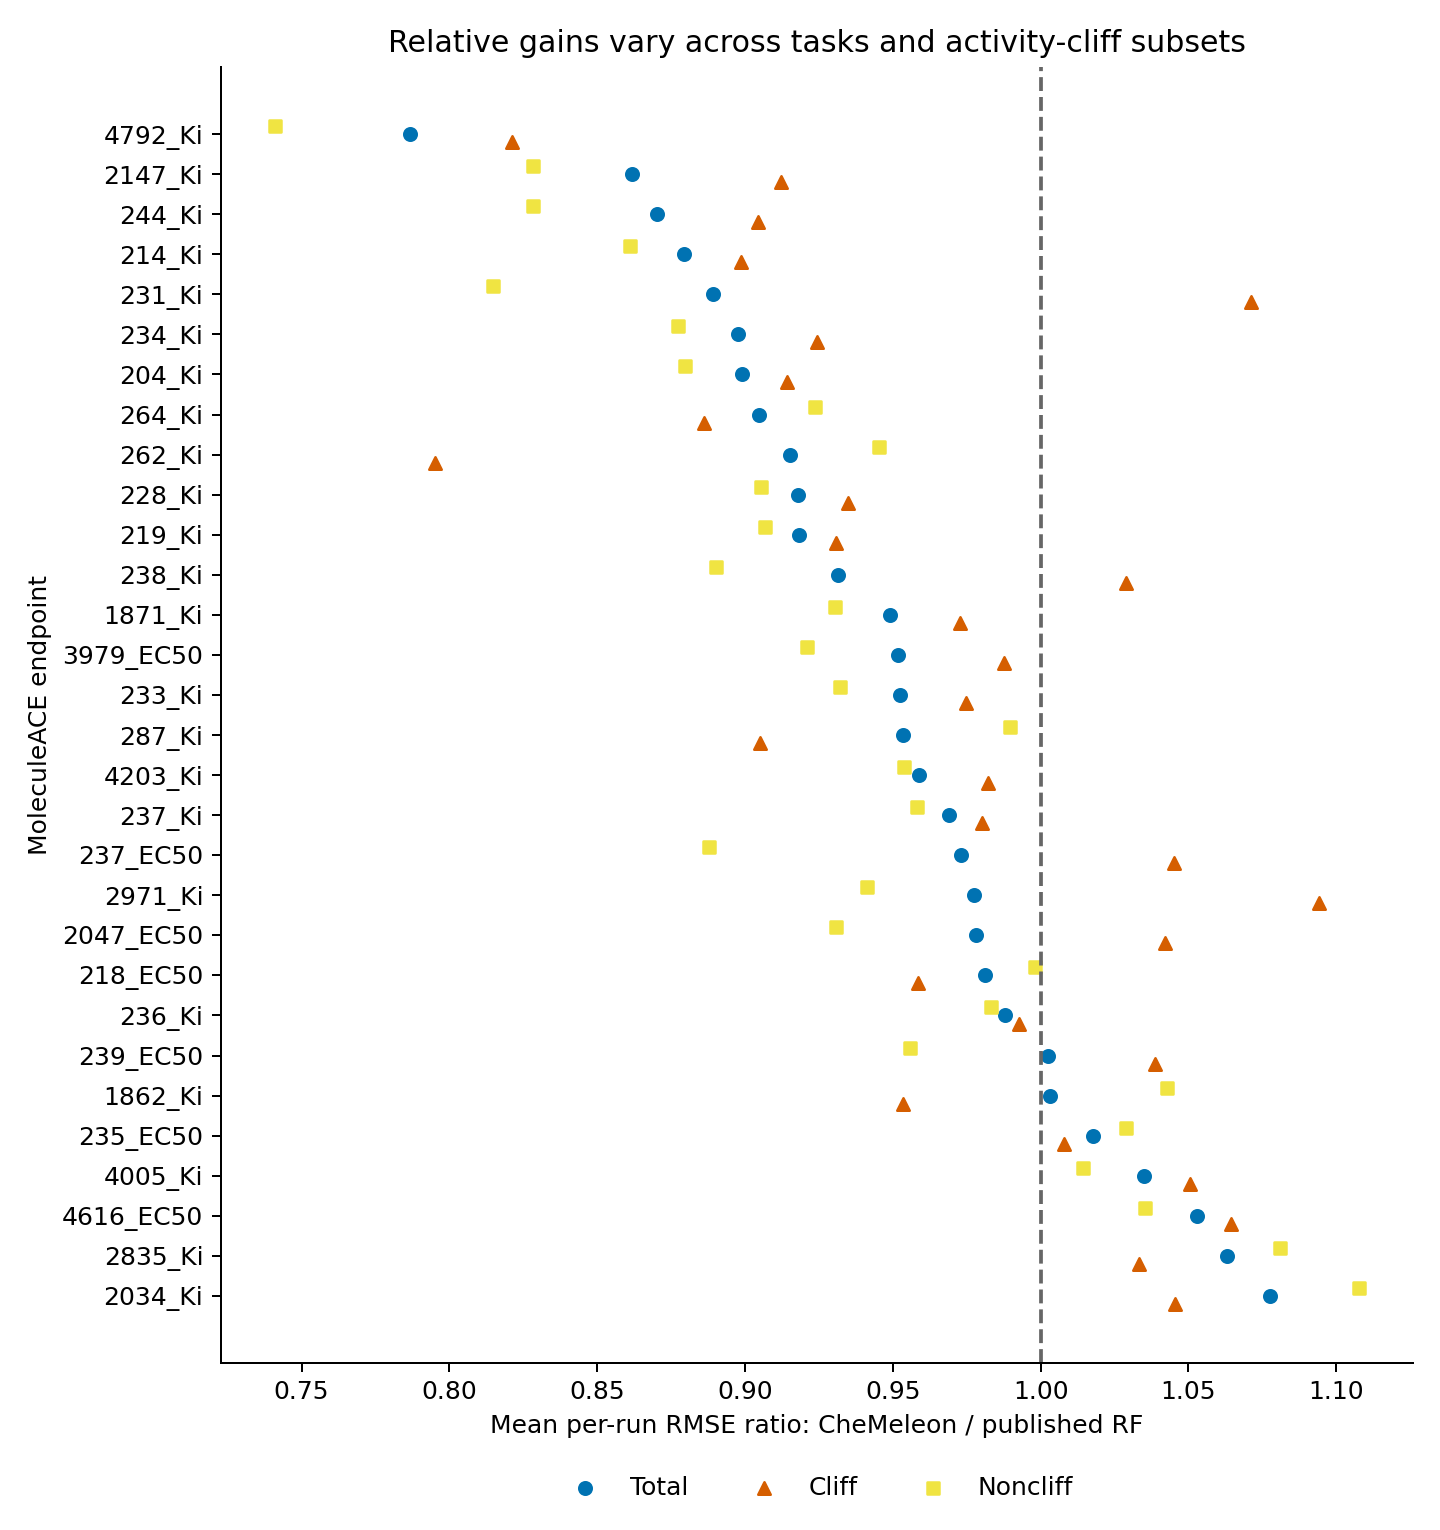 Relative gains vary across tasks and activity-cliff subsets
MoleculeACE endpoint
4792_Ki
2147_Ki
244_Ki
214_Ki
231_Ki
234_Ki
204_Ki
264_Ki
262_Ki
228_Ki
219_Ki
238_Ki
1871_Ki
3979_EC50
233_Ki
287_Ki
4203_Ki
237_Ki
237_EC50
2971_Ki
2047_EC50
218_EC50
236_Ki
239_EC50
1862_Ki
235_EC50
4005_Ki
4616_EC50
2835_Ki
2034_Ki
0.75 0.80 0.85 0.90 0.95 1.00 1.05 1.10
Mean per-run RMSE ratio: CheMeleon / published RF
Total Cliff Noncliff